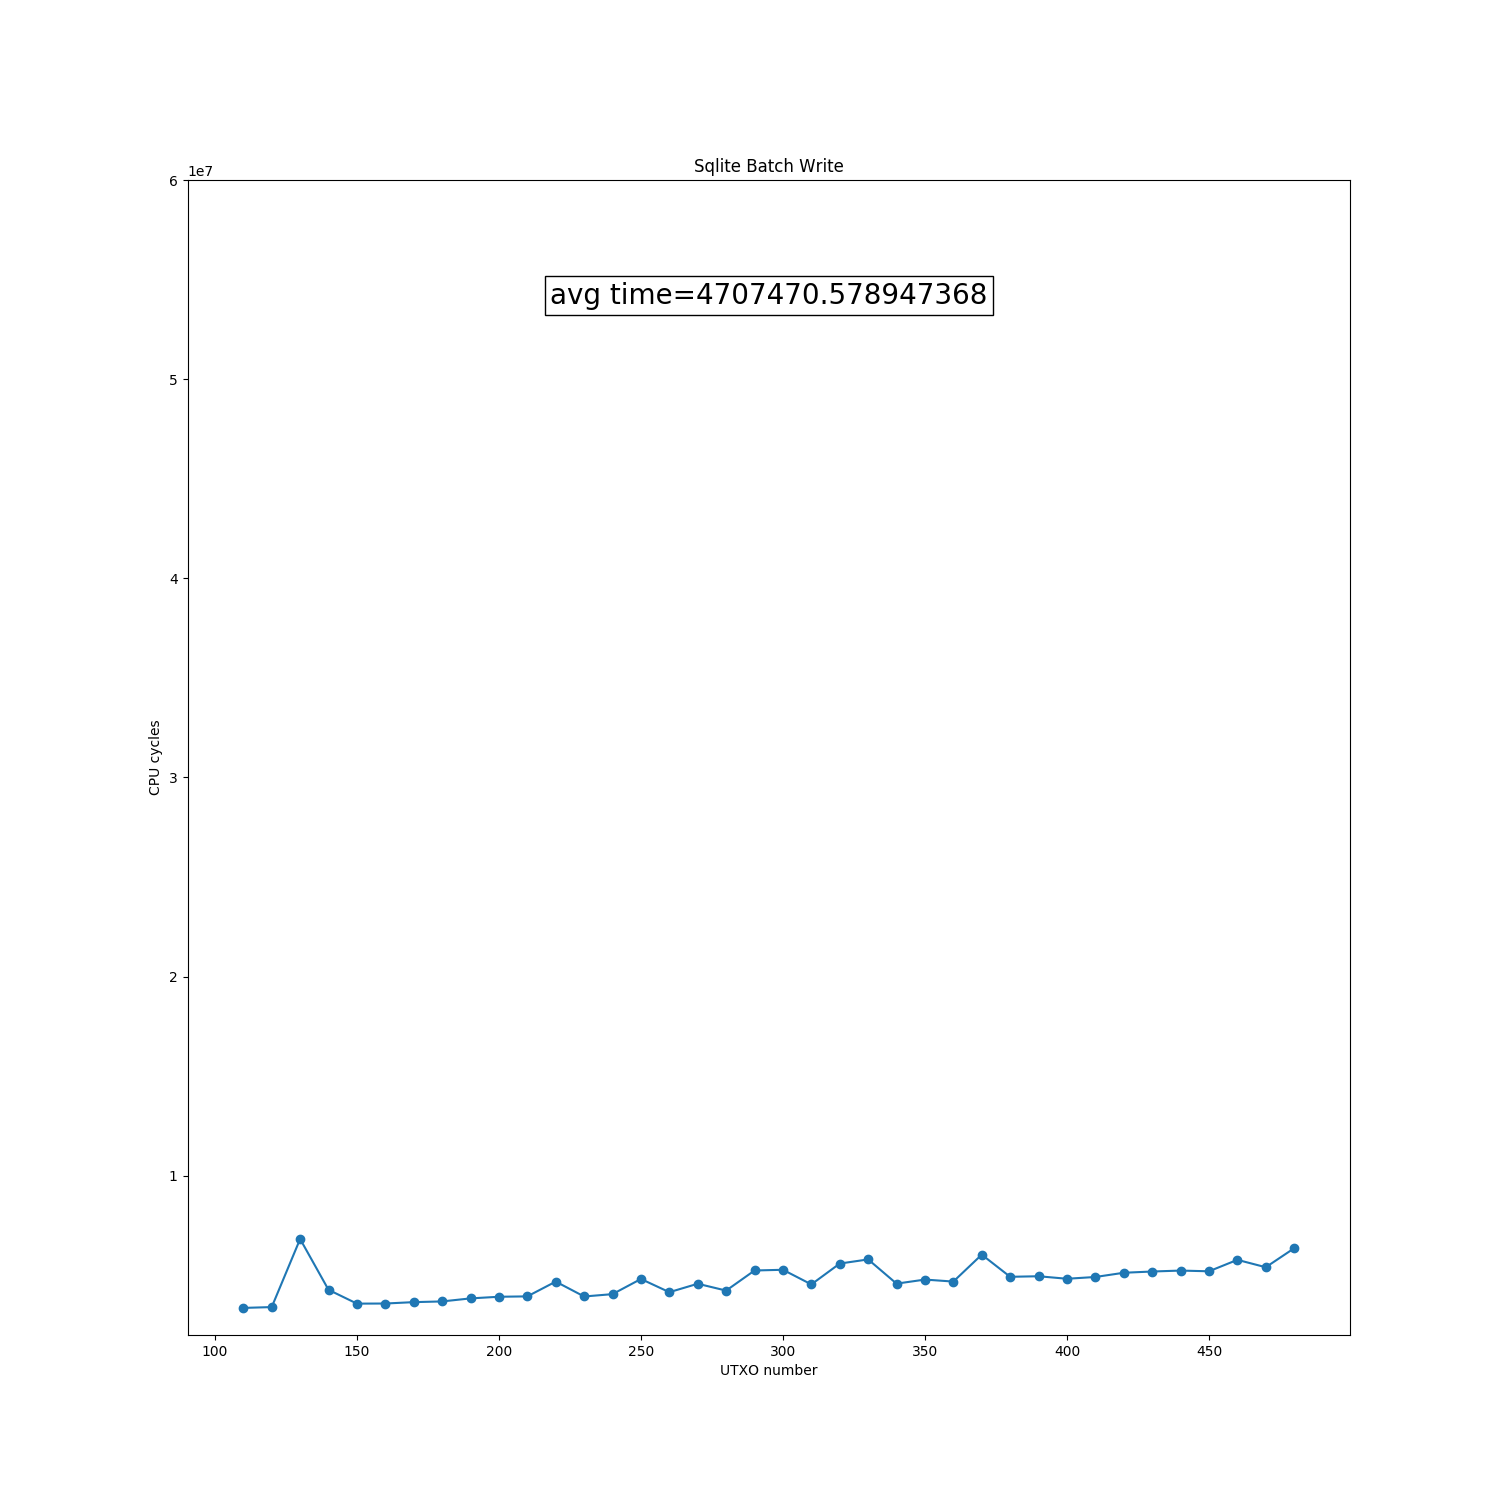 Sqlite Batch Write
1e7
6
avg time=4707470.578947368
5
4
3
2
1
CPU cycles
100 150 200 250 300 350 400 450
UTXO number